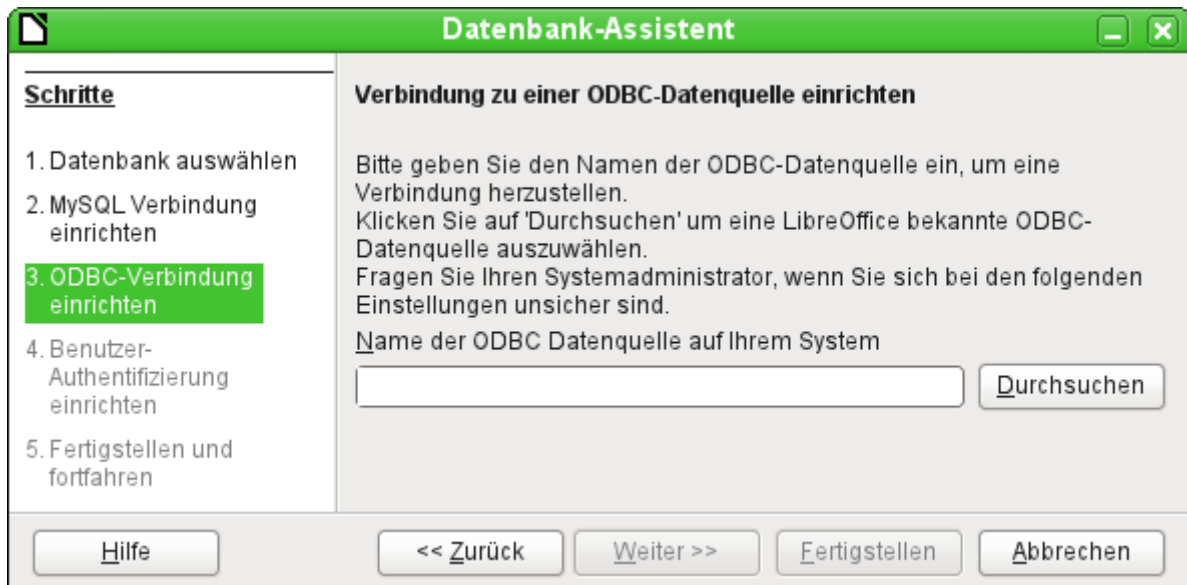 Datenbank-Assistent
Schritte
1. Datenbank auswählen
2. MySQL Verbindung
einrichten
3. ODBC-Verbindung
einrichten
4. Benutzer-
Authentifizierung
einrichten
5. Fertigstellen und
fortfahren
Verbindung zu einer ODBC-Datenquelle einrichten
Bitte geben Sie den Namen der ODBC-Datenquelle ein, um eine
Verbindung herzustellen.
Klicken Sie auf 'Durchsuchen' um eine LibreOffice bekannte ODBC-
Datenquelle auszuwählen.
Fragen Sie Ihren Systemadministrator, wenn Sie sich bei den folgenden
Einstellungen unsicher sind.
Name der ODBC Datenquelle auf Ihrem System
Durchsuchen
Hilfe
<< Zurück
Weiter >>
Fertigstellen
Abbrechen